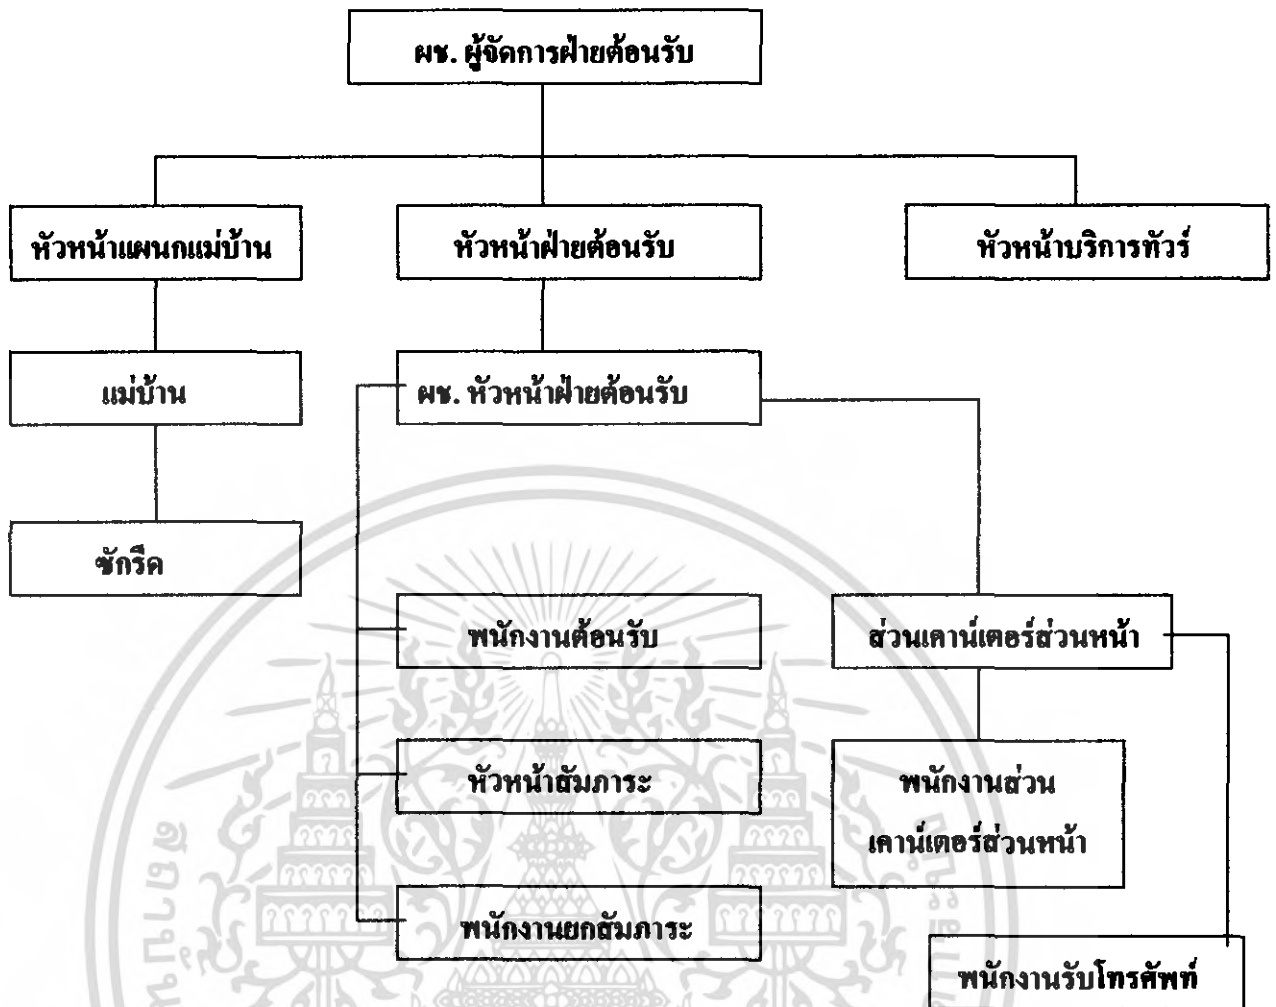 ผช. ผู้จัดการฝ่ายต้อนรับ
หัวหน้าแผนกแม่บ้าน
หัวหน้าฝ่ายต้อนรับ
หัวหน้าบริการทัวร์
แม่บ้าน
ผช. หัวหน้าฝ่ายต้อนรับ
ซักรีด
พนักงานต้อนรับ
ส่วนเคาน์เตอร์ส่วนหน้า
หัวหน้าสัมภาระ
พนักงานส่วน
เคาน์เตอร์ส่วนหน้า
พนักงานยกสัมภาระ
พนักงานรับโทรศัพท์